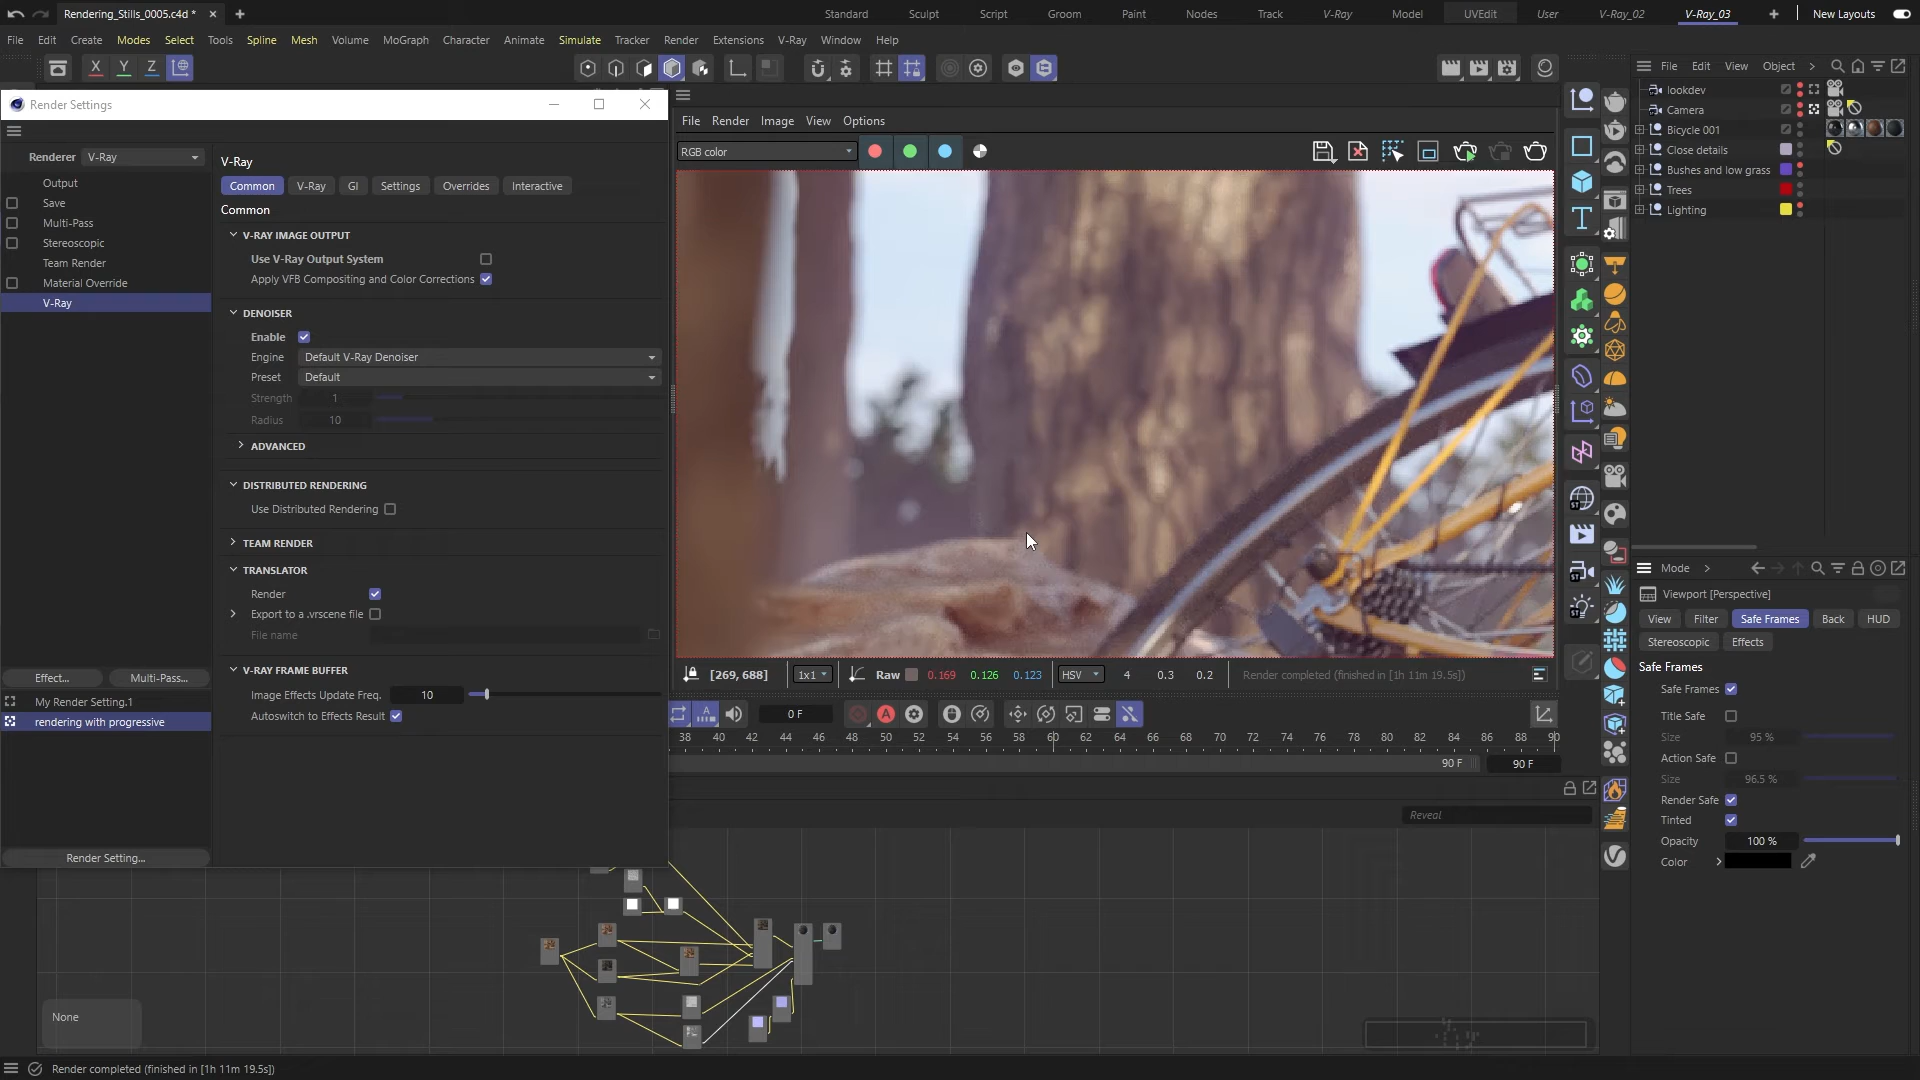 Rendering_Stills_0005.c4d *
Standard Sculpt Script Groom Paint Nodes Track V-Ray Model UVEdit User V-Ray_02 V-Ray_03 New Layouts
File Edit Create Modes Select Tools Spline Mesh Volume MoGraph Character Animate Simulate Tracker Render Extensions V-Ray Window Help
X Y Z
File Edit View Object
Render Settings
Renderer V-Ray
Output
Save
Multi-Pass
Stereoscopic
Team Render
Material Override
V-Ray
Effect... Multi-Pass...
My Render Setting.1
rendering with progressive
Render Setting...
V-Ray
Common V-Ray GI Settings Overrides Interactive
Common
V-RAY IMAGE OUTPUT
Use V-Ray Output System
Apply VFB Compositing and Color Corrections
DENOISER
Enable
Engine Default V-Ray Denoiser
Preset Default
Strength 1
Radius 10
ADVANCED
DISTRIBUTED RENDERING
Use Distributed Rendering
TEAM RENDER
TRANSLATOR
Render
Export to a .vrscene file
File name
V-RAY FRAME BUFFER
Image Effects Update Freq. 10
Autoswitch to Effects Result
File Render Image View Options
RGB color
[269, 688] 1x1 Raw 0.169 0.126 0.123 HSV 4 0.3 0.2 Render completed (finished in [1h 11m 19.5s])
0 F
A
38 40 42 44 46 48 50 52 54 56 58 60 62 64 66 68 70 72 74 76 78 80 82 84 86 88 90
90 F 90 F
Reveal
None
lookdev
Camera
Bicycle 001
Close details
Bushes and low grass
Trees
Lighting
T
ST
ST
ST
Mode
Viewport [Perspective]
View Filter Safe Frames Back HUD
Stereoscopic Effects
Safe Frames
Safe Frames
Title Safe
Size 95 %
Action Safe
Size 96.5 %
Render Safe
Tinted
Opacity 100 %
Color
Render completed (finished in [1h 11m 19.5s])